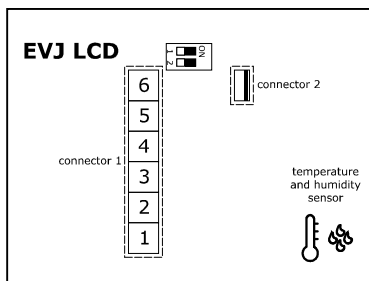 EVJ LCD
ON
1 2
6
5
4
3
2
1
connector 1
connector 2
temperature
and humidity
sensor